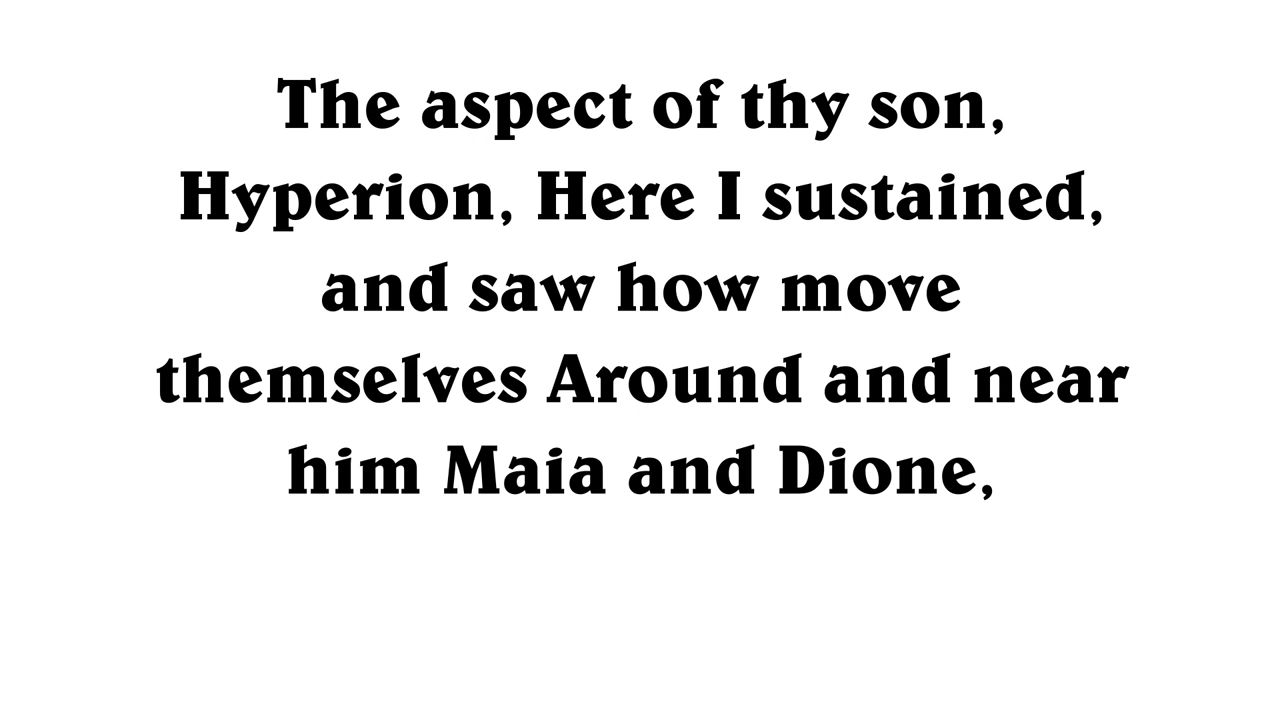 The aspect of thy son,
Hyperion, Here I sustained,
and saw how move
themselves Around and near
him Maia and Dione,